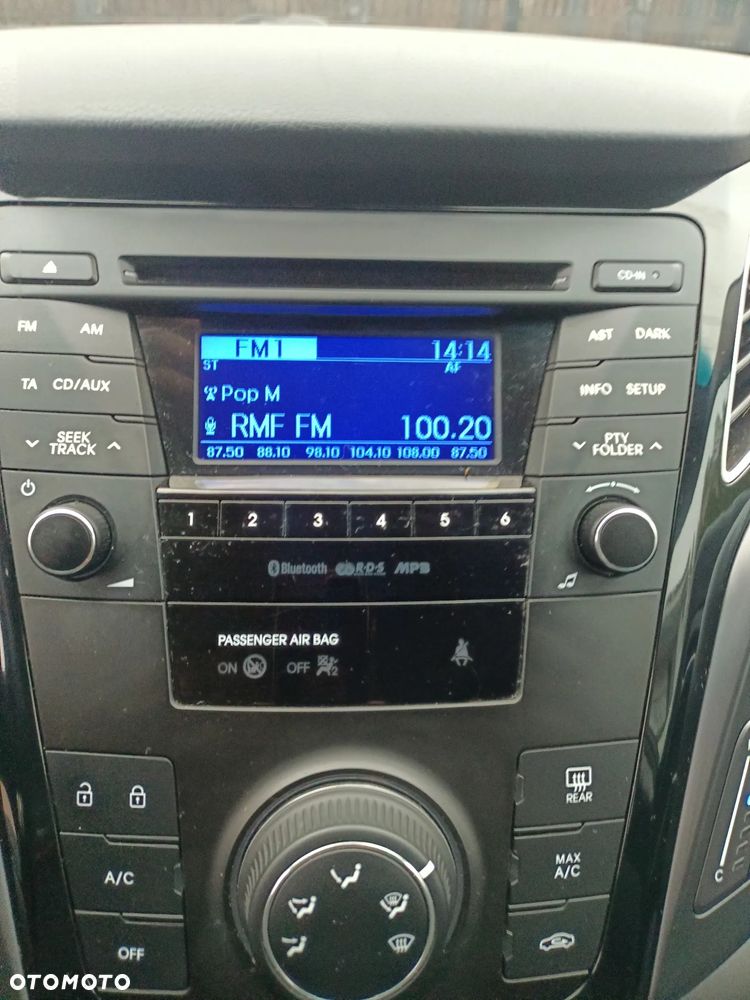 CD-IN
FM AM
AST DARK
FM1 14:14
ST AF
TA CD/AUX
INFO SETUP
Pop M
RMF FM 100.20
87.50 88.10 98.10 104.10 108.00 87.50
SEEK
TRACK
PTY
FOLDER
1 2 3 4 5 6
Bluetooth R·D·S MP3
PASSENGER AIR BAG
ON OFF 2
REAR
A/C
MAX
A/C
OFF
C
OTOMOTO